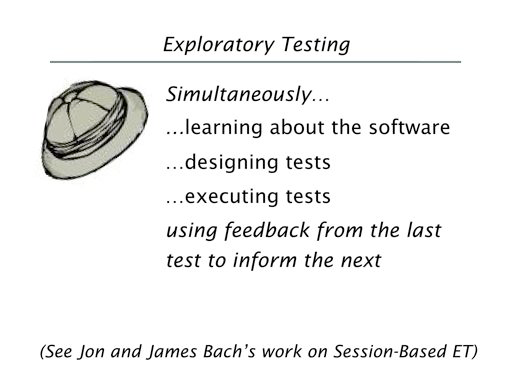 Exploratory Testing
Simultaneously…
…learning about the software
…designing tests
…executing tests
using feedback from the last
test to inform the next
(See Jon and James Bach’s work on Session-Based ET)